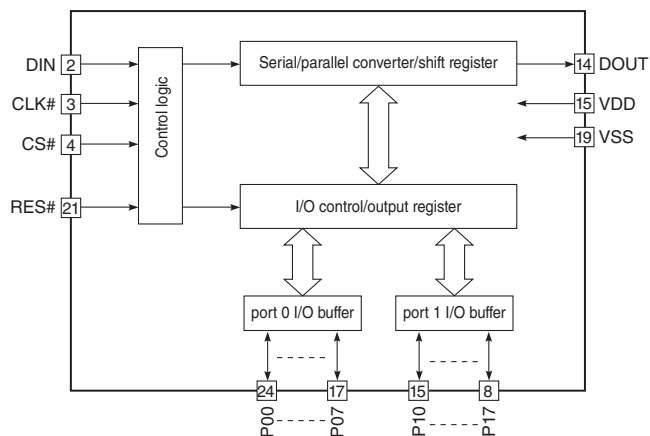 DIN 2
CLK# 3
CS# 4
RES# 21
Control logic
Serial/parallel converter/shift register
14 DOUT
15 VDD
19 VSS
I/O control/output register
port 0 I/O buffer
port 1 I/O buffer
24 17 15 8
P00 P07 P10 P17